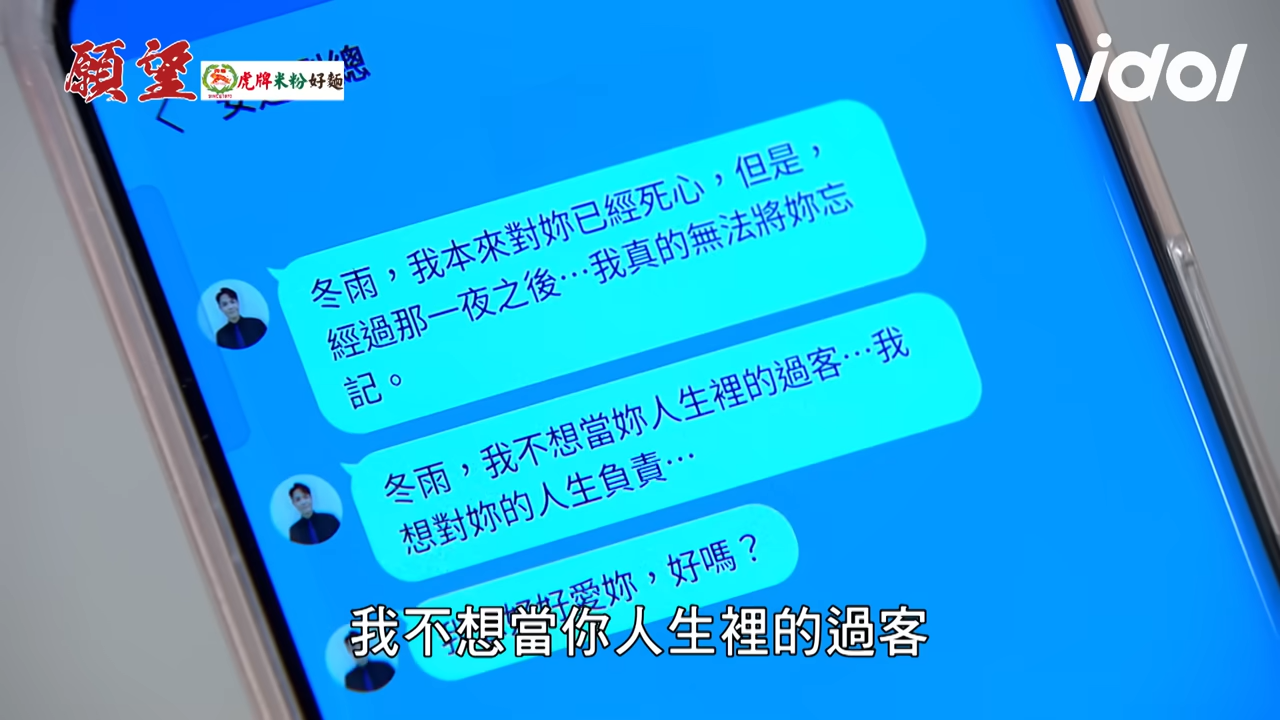 願望
虎牌米粉好麵
Vidol
總
冬雨，我本來對妳已經死心，但是，
經過那一夜之後…我真的無法將妳忘
記。
冬雨，我不想當妳人生裡的過客…我
想對妳的人生負責…
好愛妳，好嗎？
我不想當你人生裡的過客